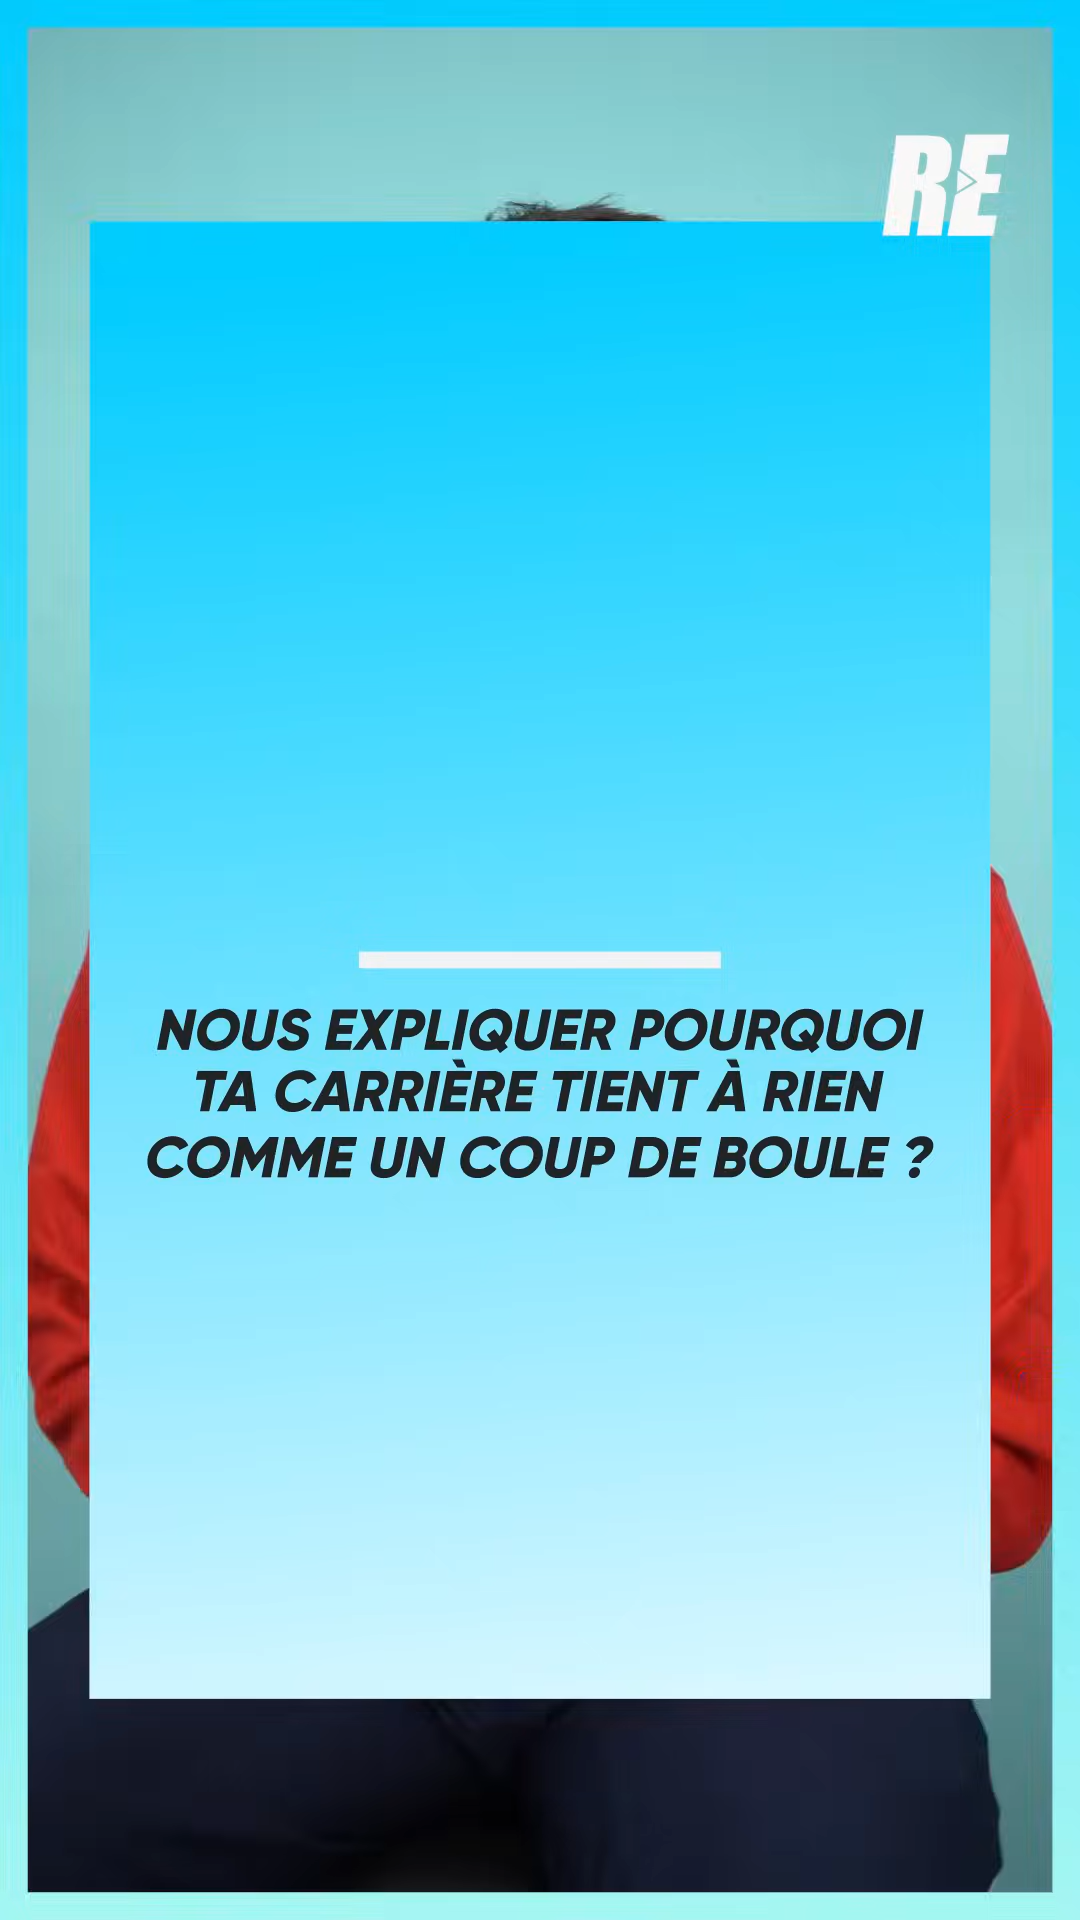 RE
NOUS EXPLIQUER POURQUOI
TA CARRIÈRE TIENT À RIEN
COMME UN COUP DE BOULE ?